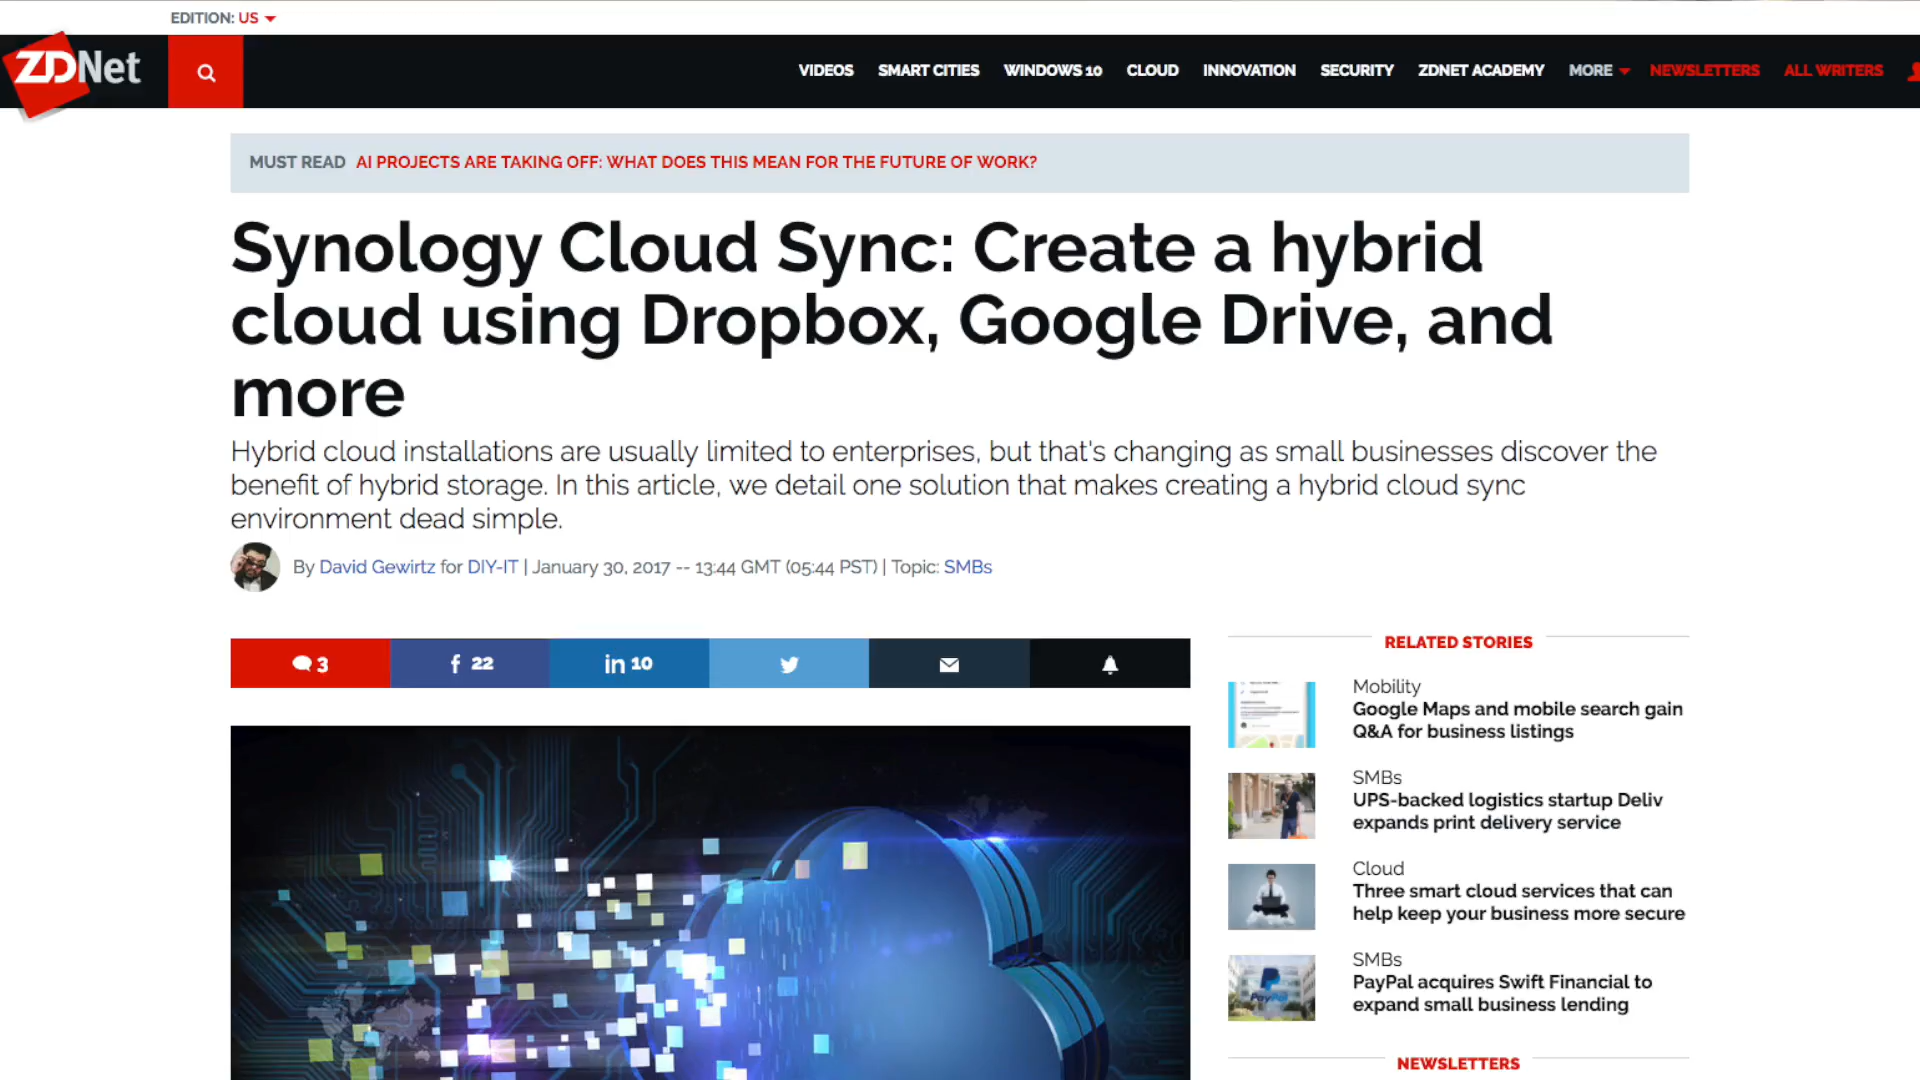 EDITION: US
ZDNet
VIDEOS SMART CITIES WINDOWS 10 CLOUD INNOVATION SECURITY ZDNET ACADEMY MORE NEWSLETTERS ALL WRITERS
MUST READ AI PROJECTS ARE TAKING OFF: WHAT DOES THIS MEAN FOR THE FUTURE OF WORK?
Synology Cloud Sync: Create a hybrid
cloud using Dropbox, Google Drive, and
more
Hybrid cloud installations are usually limited to enterprises, but that's changing as small businesses discover the
benefit of hybrid storage. In this article, we detail one solution that makes creating a hybrid cloud sync
environment dead simple.
By David Gewirtz for DIY-IT | January 30, 2017 -- 13:44 GMT (05:44 PST) | Topic: SMBs
3 f 22 in 10
RELATED STORIES
Mobility
Google Maps and mobile search gain
Q&A for business listings
SMBs
UPS-backed logistics startup Deliv
expands print delivery service
Cloud
Three smart cloud services that can
help keep your business more secure
SMBs
PayPal acquires Swift Financial to
expand small business lending
PayPal
NEWSLETTERS